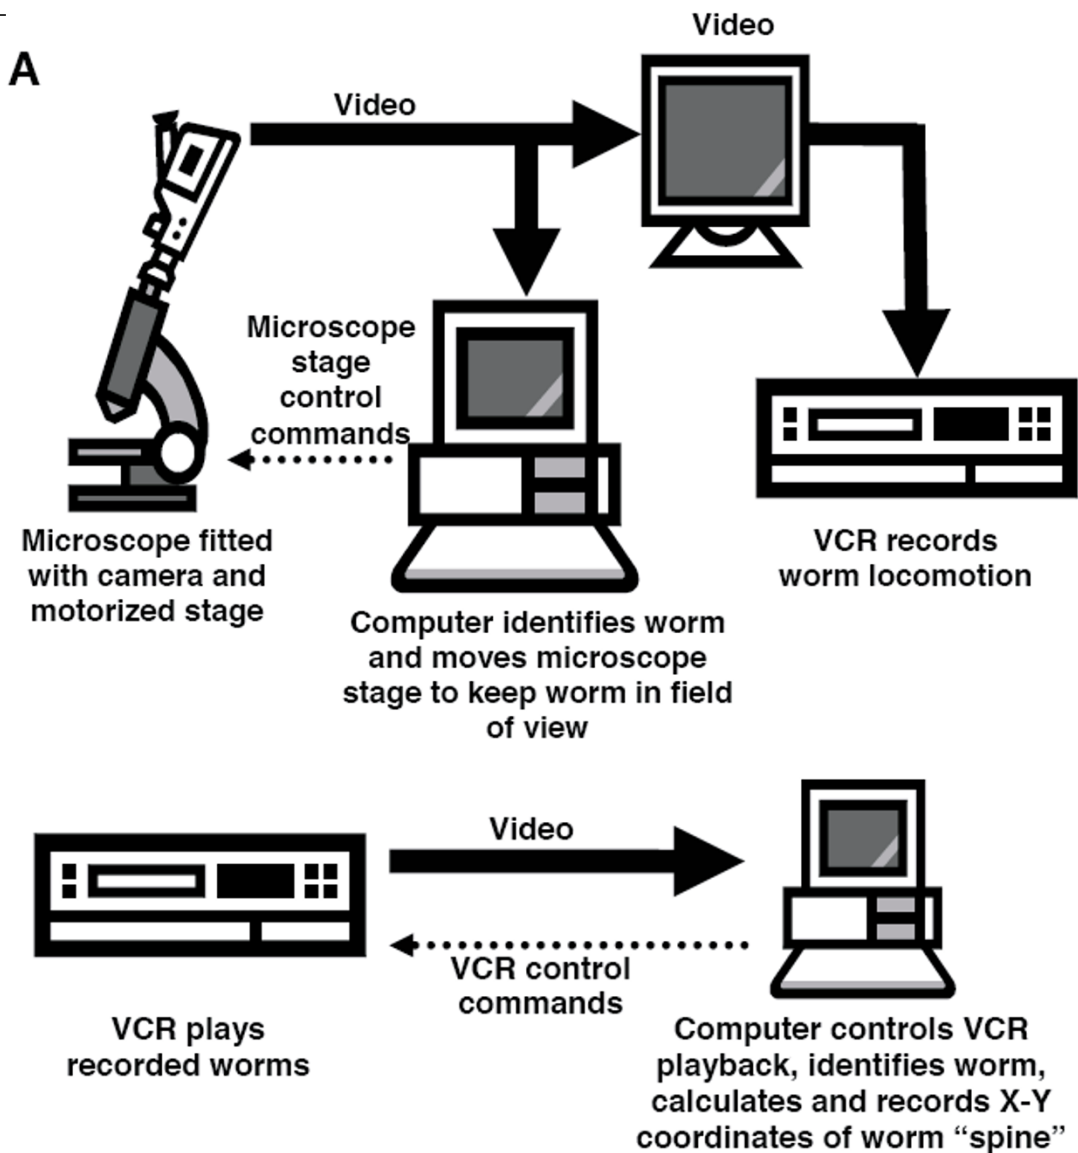 A
Video
Video
Microscope
stage
control
commands
Microscope fitted
with camera and
motorized stage
Computer identifies worm
and moves microscope
stage to keep worm in field
of view
VCR records
worm locomotion
Video
VCR control
commands
VCR plays
recorded worms
Computer controls VCR
playback, identifies worm,
calculates and records X-Y
coordinates of worm “spine”